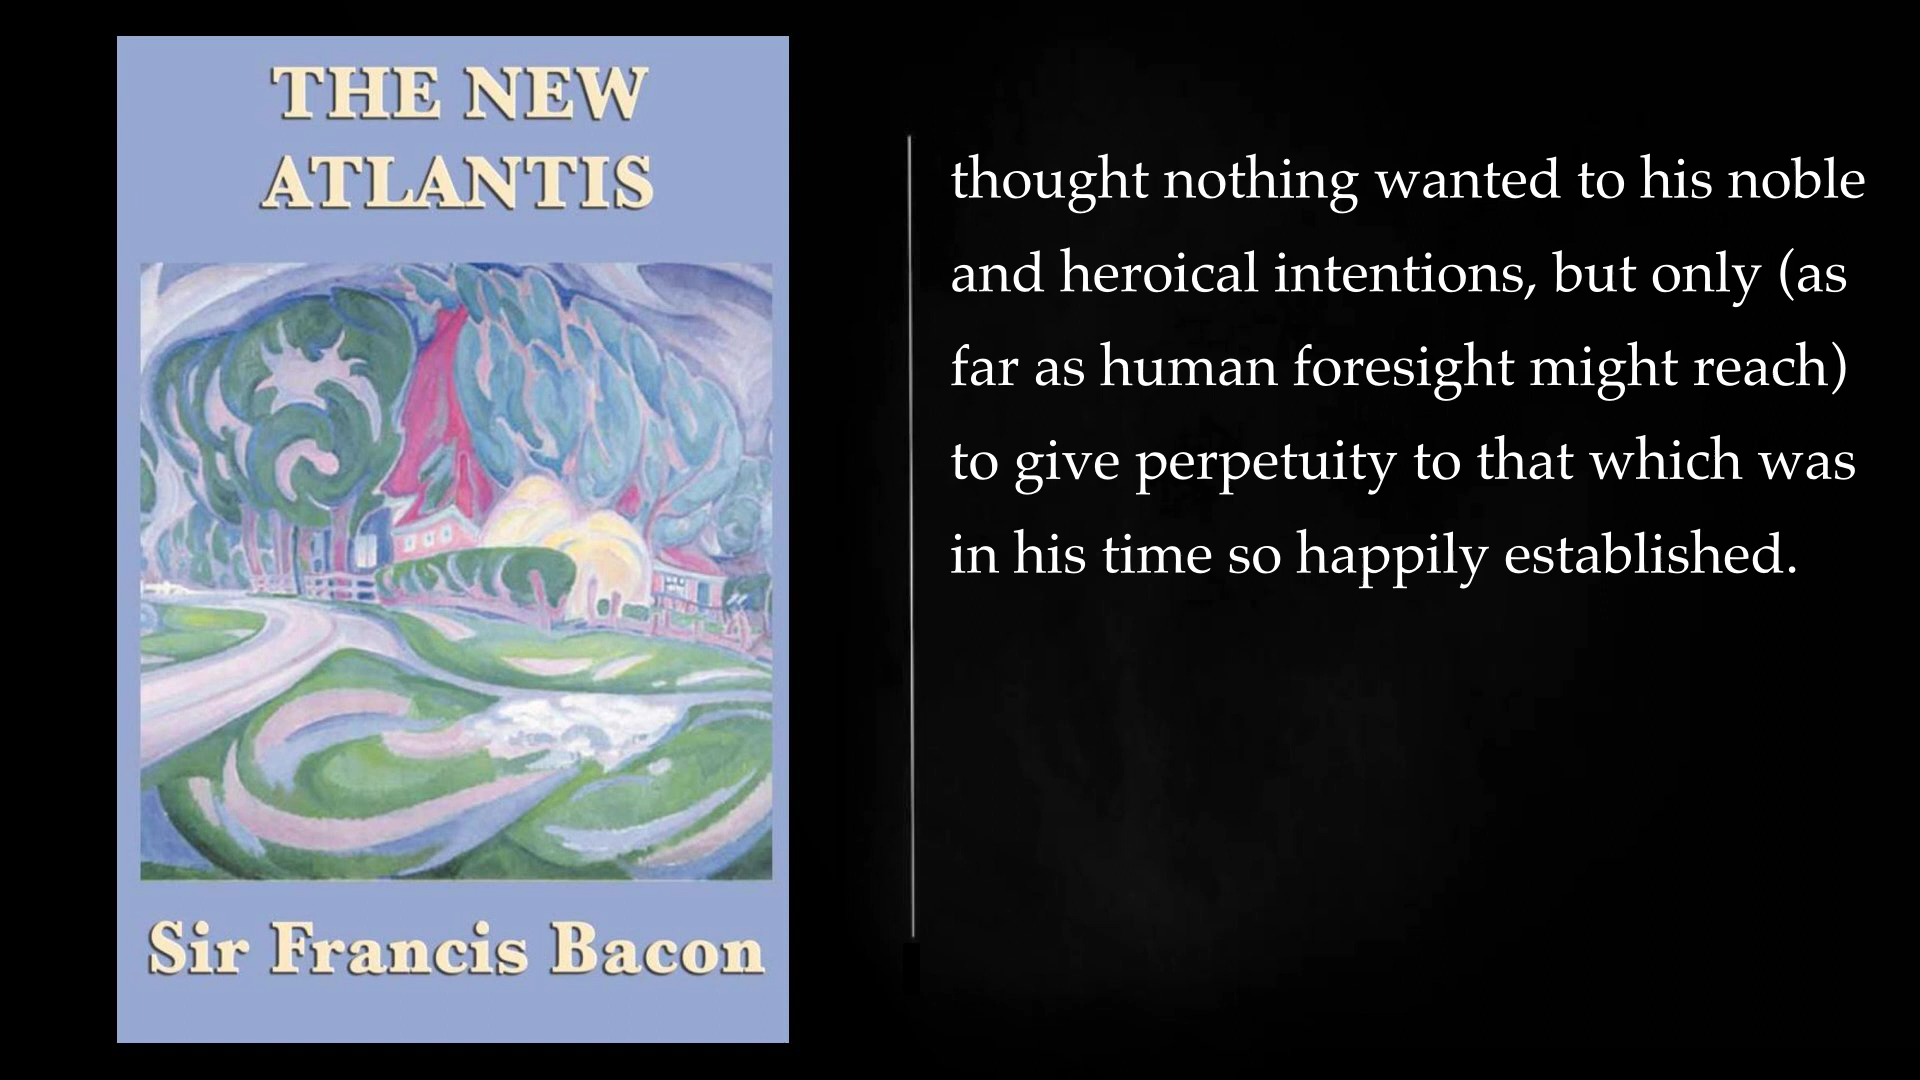 THE NEW
ATLANTIS
Sir Francis Bacon
thought nothing wanted to his noble
and heroical intentions, but only (as
far as human foresight might reach)
to give perpetuity to that which was
in his time so happily established.